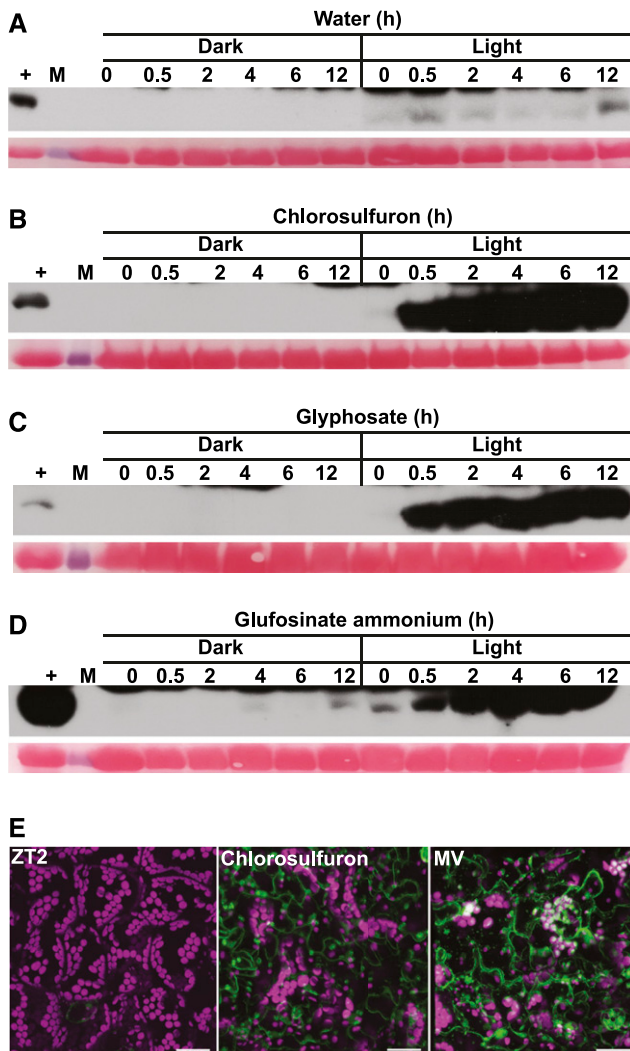 A
Water (h)
Dark Light
+ M 0 0.5 2 4 6 12 0 0.5 2 4 6 12
B
Chlorosulfuron (h)
Dark Light
+ M 0 0.5 2 4 6 12 0 0.5 2 4 6 12
C
Glyphosate (h)
Dark Light
+ M 0 0.5 2 4 6 12 0 0.5 2 4 6 12
D
Glufosinate ammonium (h)
Dark Light
+ M 0 0.5 2 4 12 0 0.5 2 4 6 12
E
ZT2 Chlorosulfuron MV